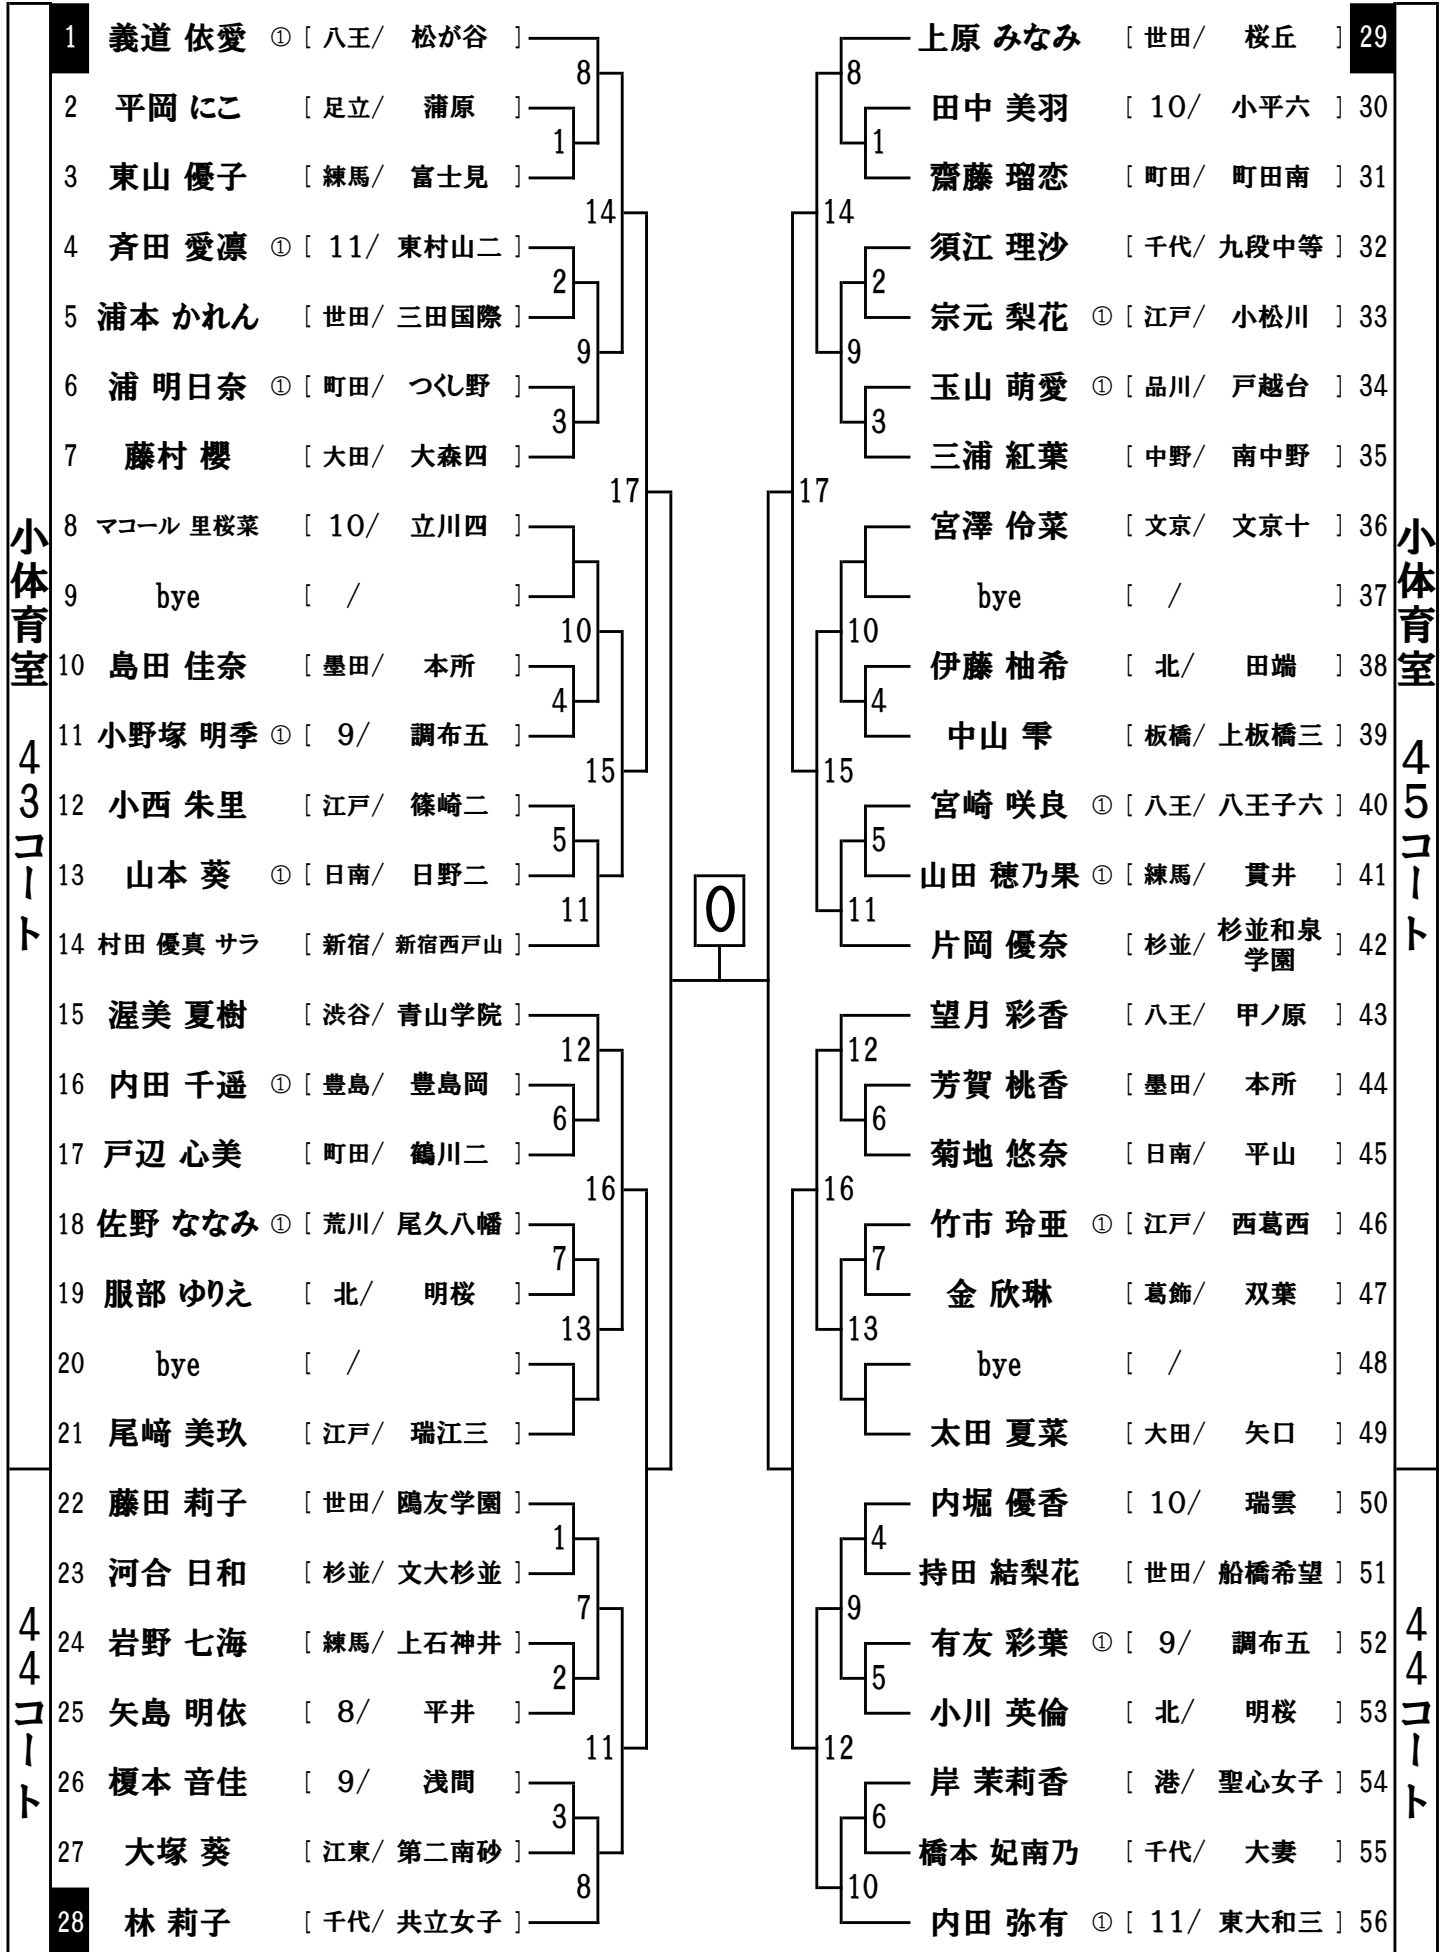 小体育室 43コート
44コート
1 義道 依愛 ① [ 八王/ 松が谷 ]
2 平岡 にこ [ 足立/ 蒲原 ]
3 東山 優子 [ 練馬/ 富士見 ]
4 斉田 愛凛 ① [ 11/ 東村山二 ]
5 浦本 かれん [ 世田/ 三田国際 ]
6 浦 明日奈 ① [ 町田/ つくし野 ]
7 藤村 櫻 [ 大田/ 大森四 ]
8 マコール 里桜菜 [ 10/ 立川四 ]
9 bye [ / ]
10 島田 佳奈 [ 墨田/ 本所 ]
11 小野塚 明季 ① [ 9/ 調布五 ]
12 小西 朱里 [ 江戸/ 篠崎二 ]
13 山本 葵 ① [ 日南/ 日野二 ]
14 村田 優真 サラ [ 新宿/ 新宿西戸山 ]
15 渥美 夏樹 [ 渋谷/ 青山学院 ]
16 内田 千遥 ① [ 豊島/ 豊島岡 ]
17 戸辺 心美 [ 町田/ 鶴川二 ]
18 佐野 ななみ ① [ 荒川/ 尾久八幡 ]
19 服部 ゆりえ [ 北/ 明桜 ]
20 bye [ / ]
21 尾﨑 美玖 [ 江戸/ 瑞江三 ]
22 藤田 莉子 [ 世田/ 鴎友学園 ]
23 河合 日和 [ 杉並/ 文大杉並 ]
24 岩野 七海 [ 練馬/ 上石神井 ]
25 矢島 明依 [ 8/ 平井 ]
26 榎本 音佳 [ 9/ 浅間 ]
27 大塚 葵 [ 江東/ 第二南砂 ]
28 林 莉子 [ 千代/ 共立女子 ]
8
1
14
2
9
3
17
10
4
15
5
11
12
6
16
7
13
1
7
2
11
3
8
0
8
1
14
2
9
3
17
10
4
15
5
11
12
6
16
7
13
4
9
5
12
6
10
上原 みなみ [ 世田/ 桜丘 ] 29
田中 美羽 [ 10/ 小平六 ] 30
齋藤 瑠恋 [ 町田/ 町田南 ] 31
須江 理沙 [ 千代/ 九段中等 ] 32
宗元 梨花 ① [ 江戸/ 小松川 ] 33
玉山 萌愛 ① [ 品川/ 戸越台 ] 34
三浦 紅葉 [ 中野/ 南中野 ] 35
宮澤 伶菜 [ 文京/ 文京十 ] 36
bye [ / ] 37
伊藤 柚希 [ 北/ 田端 ] 38
中山 雫 [ 板橋/ 上板橋三 ] 39
宮崎 咲良 ① [ 八王/ 八王子六 ] 40
山田 穂乃果 ① [ 練馬/ 貫井 ] 41
片岡 優奈 [ 杉並/ 杉並和泉学園 ] 42
望月 彩香 [ 八王/ 甲ノ原 ] 43
芳賀 桃香 [ 墨田/ 本所 ] 44
菊地 悠奈 [ 日南/ 平山 ] 45
竹市 玲亜 ① [ 江戸/ 西葛西 ] 46
金 欣琳 [ 葛飾/ 双葉 ] 47
bye [ / ] 48
太田 夏菜 [ 大田/ 矢口 ] 49
内堀 優香 [ 10/ 瑞雲 ] 50
持田 結梨花 [ 世田/ 船橋希望 ] 51
有友 彩葉 ① [ 9/ 調布五 ] 52
小川 英倫 [ 北/ 明桜 ] 53
岸 茉莉香 [ 港/ 聖心女子 ] 54
橋本 妃南乃 [ 千代/ 大妻 ] 55
内田 弥有 ① [ 11/ 東大和三 ] 56
小体育室 45コート
44コート